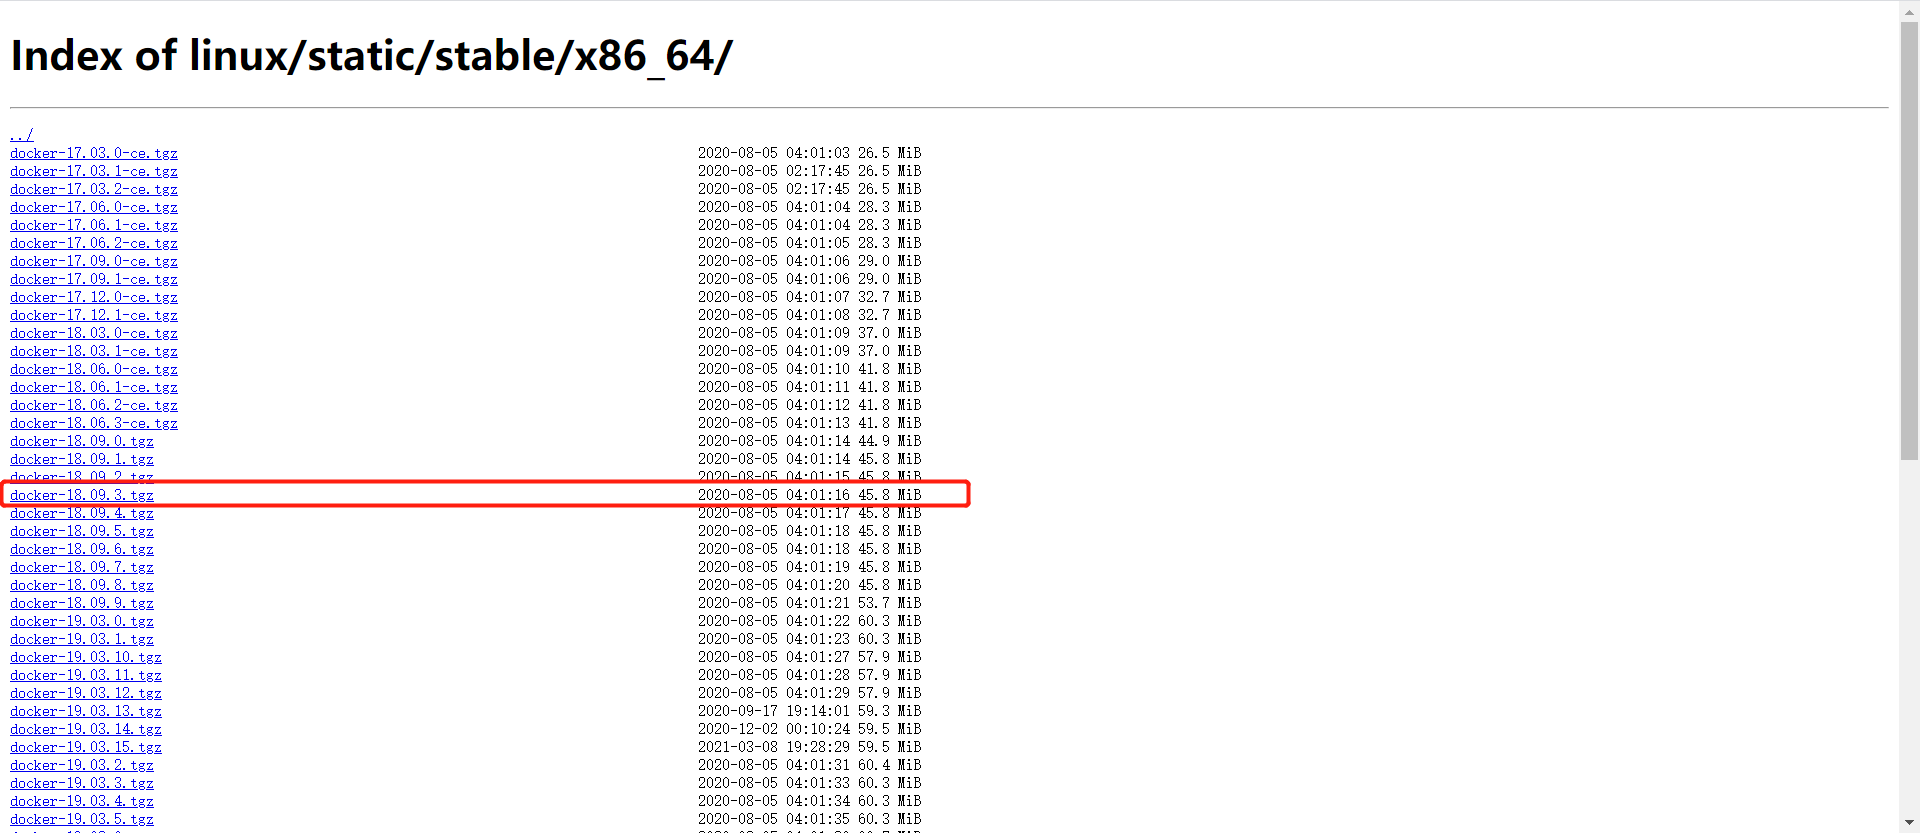 Index of linux/static/stable/x86_64/
../
docker-17.03.0-ce.tgz 2020-08-05 04:01:03 26.5 MiB
docker-17.03.1-ce.tgz 2020-08-05 02:17:45 26.5 MiB
docker-17.03.2-ce.tgz 2020-08-05 02:17:45 26.5 MiB
docker-17.06.0-ce.tgz 2020-08-05 04:01:04 28.3 MiB
docker-17.06.1-ce.tgz 2020-08-05 04:01:04 28.3 MiB
docker-17.06.2-ce.tgz 2020-08-05 04:01:05 28.3 MiB
docker-17.09.0-ce.tgz 2020-08-05 04:01:06 29.0 MiB
docker-17.09.1-ce.tgz 2020-08-05 04:01:06 29.0 MiB
docker-17.12.0-ce.tgz 2020-08-05 04:01:07 32.7 MiB
docker-17.12.1-ce.tgz 2020-08-05 04:01:08 32.7 MiB
docker-18.03.0-ce.tgz 2020-08-05 04:01:09 37.0 MiB
docker-18.03.1-ce.tgz 2020-08-05 04:01:09 37.0 MiB
docker-18.06.0-ce.tgz 2020-08-05 04:01:10 41.8 MiB
docker-18.06.1-ce.tgz 2020-08-05 04:01:11 41.8 MiB
docker-18.06.2-ce.tgz 2020-08-05 04:01:12 41.8 MiB
docker-18.06.3-ce.tgz 2020-08-05 04:01:13 41.8 MiB
docker-18.09.0.tgz 2020-08-05 04:01:14 44.9 MiB
docker-18.09.1.tgz 2020-08-05 04:01:14 45.8 MiB
docker-18.09.2.tgz 2020-08-05 04:01:15 45.8 MiB
docker-18.09.3.tgz 2020-08-05 04:01:16 45.8 MiB
docker-18.09.4.tgz 2020-08-05 04:01:17 45.8 MiB
docker-18.09.5.tgz 2020-08-05 04:01:18 45.8 MiB
docker-18.09.6.tgz 2020-08-05 04:01:18 45.8 MiB
docker-18.09.7.tgz 2020-08-05 04:01:19 45.8 MiB
docker-18.09.8.tgz 2020-08-05 04:01:20 45.8 MiB
docker-18.09.9.tgz 2020-08-05 04:01:21 53.7 MiB
docker-19.03.0.tgz 2020-08-05 04:01:22 60.3 MiB
docker-19.03.1.tgz 2020-08-05 04:01:23 60.3 MiB
docker-19.03.10.tgz 2020-08-05 04:01:27 57.9 MiB
docker-19.03.11.tgz 2020-08-05 04:01:28 57.9 MiB
docker-19.03.12.tgz 2020-08-05 04:01:29 57.9 MiB
docker-19.03.13.tgz 2020-09-17 19:14:01 59.3 MiB
docker-19.03.14.tgz 2020-12-02 00:10:24 59.5 MiB
docker-19.03.15.tgz 2021-03-08 19:28:29 59.5 MiB
docker-19.03.2.tgz 2020-08-05 04:01:31 60.4 MiB
docker-19.03.3.tgz 2020-08-05 04:01:33 60.3 MiB
docker-19.03.4.tgz 2020-08-05 04:01:34 60.3 MiB
docker-19.03.5.tgz 2020-08-05 04:01:35 60.3 MiB